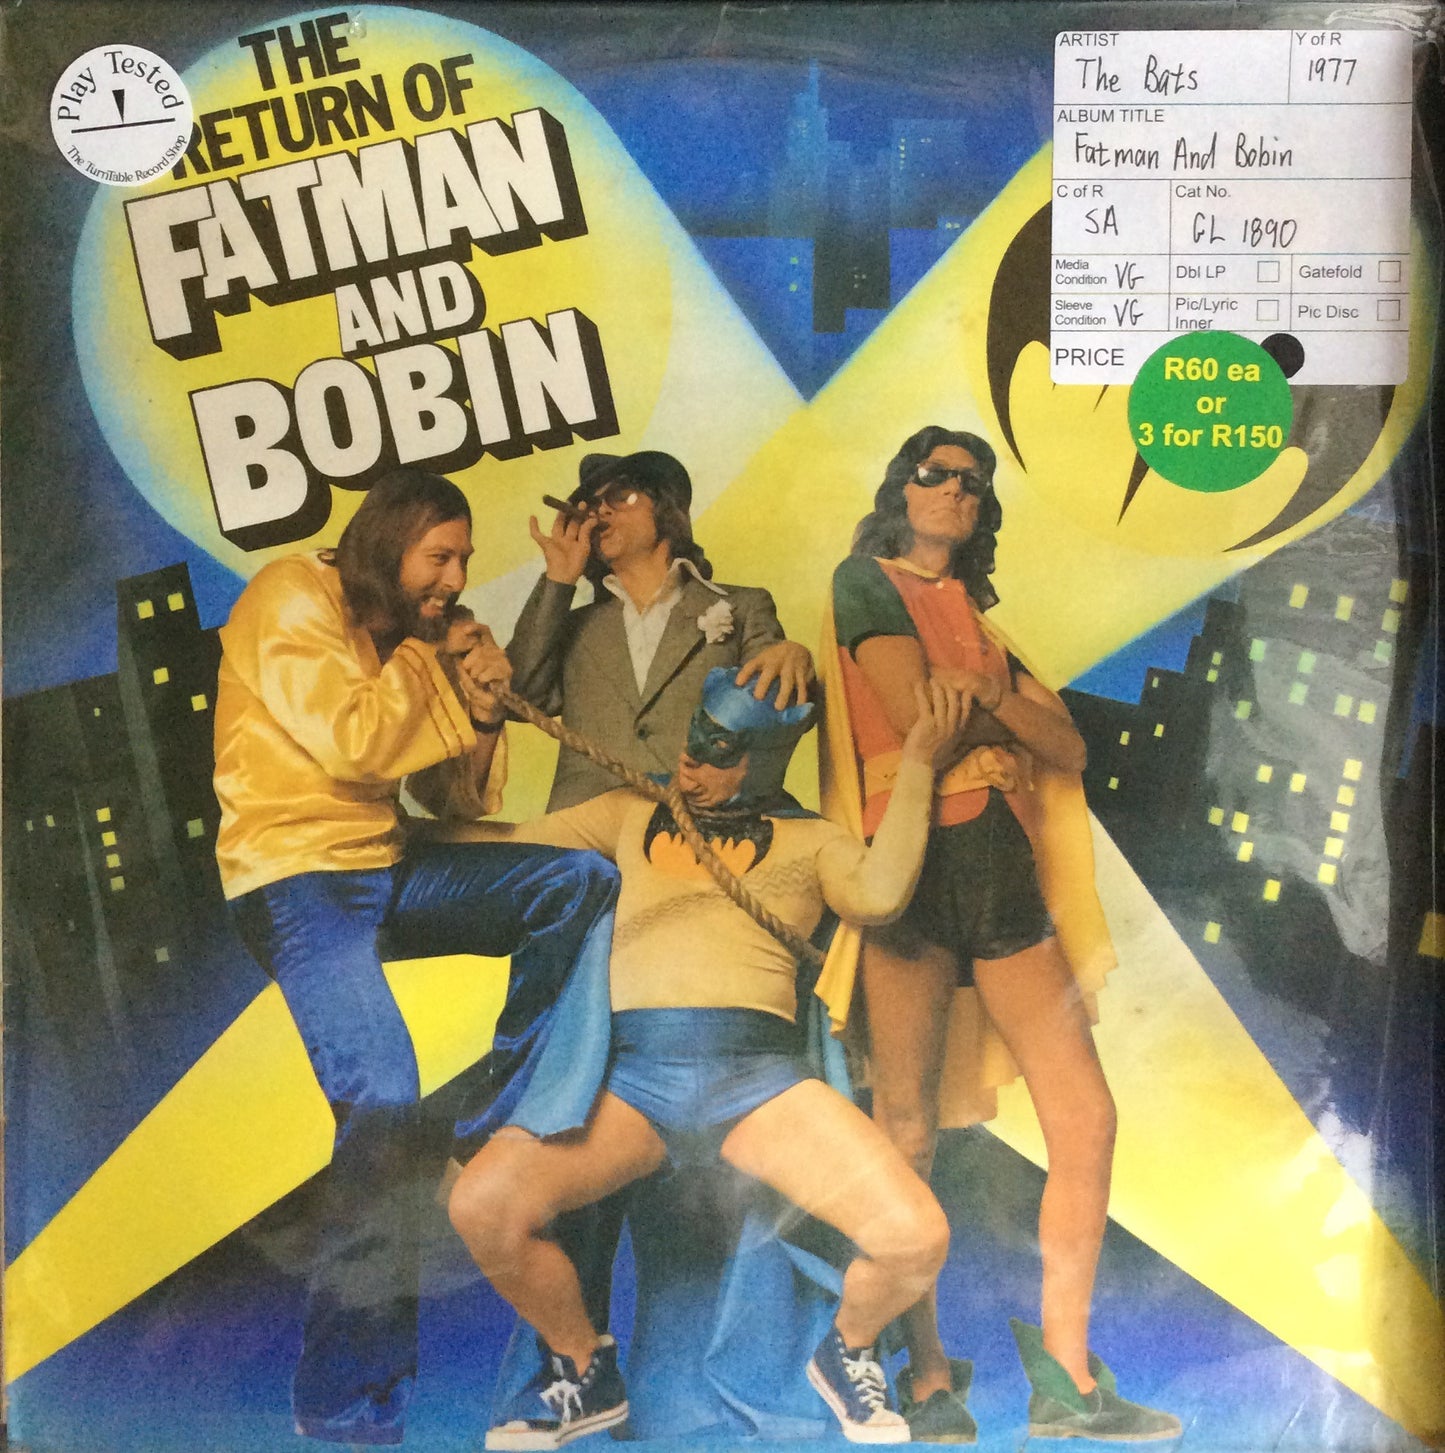 Play Tested
The TurnTable Record Shop
THE
RETURN OF
FATMAN
AND
BOBIN
ARTIST
The Bats
Y of R
1977
ALBUM TITLE
Fatman And Bobin
C of R
SA
Cat No.
GL 1890
Media
Condition VG
Dbl LP
Gatefold
Sleeve
Condition VG
Pic/Lyric
Inner
Pic Disc
PRICE
R60 ea
or
3 for R150